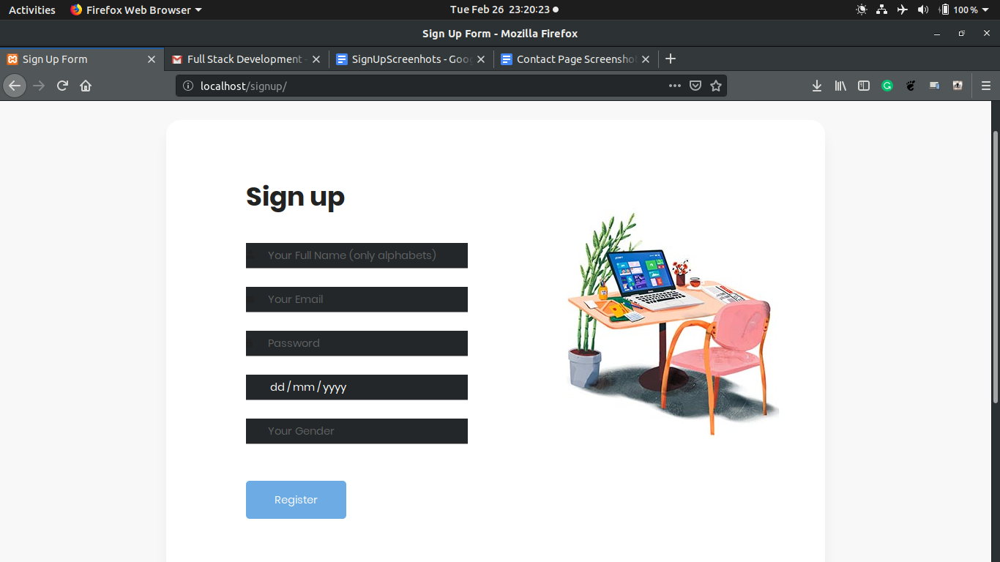 Activities Firefox Web Browser Tue Feb 26 23:20:23 100 %
Sign Up Form - Mozilla Firefox
Sign Up Form Full Stack Development - SignUpScreenhots - Goo Contact Page Screenshot
localhost/signup/
Sign up
Your Full Name (only alphabets)
Your Email
Password
dd / mm / yyyy
Your Gender
Register